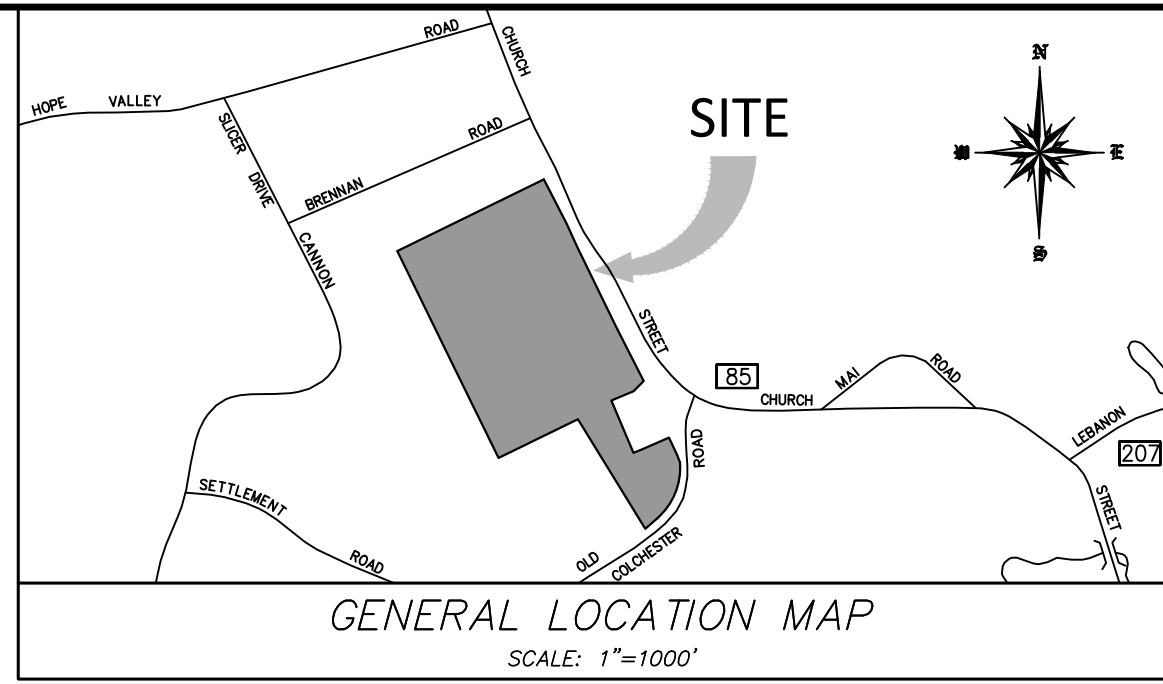 ROAD
CHURCH
N
HOPE VALLEY
SLICER DRIVE
ROAD
SITE
W
E
BRENNAN
CANNON
S
STREET
85
MAI ROAD
CHURCH
LEBANON
ROAD
207
SETTLEMENT ROAD
STREET
OLD COLCHESTER
GENERAL LOCATION MAP
SCALE: 1"=1000'